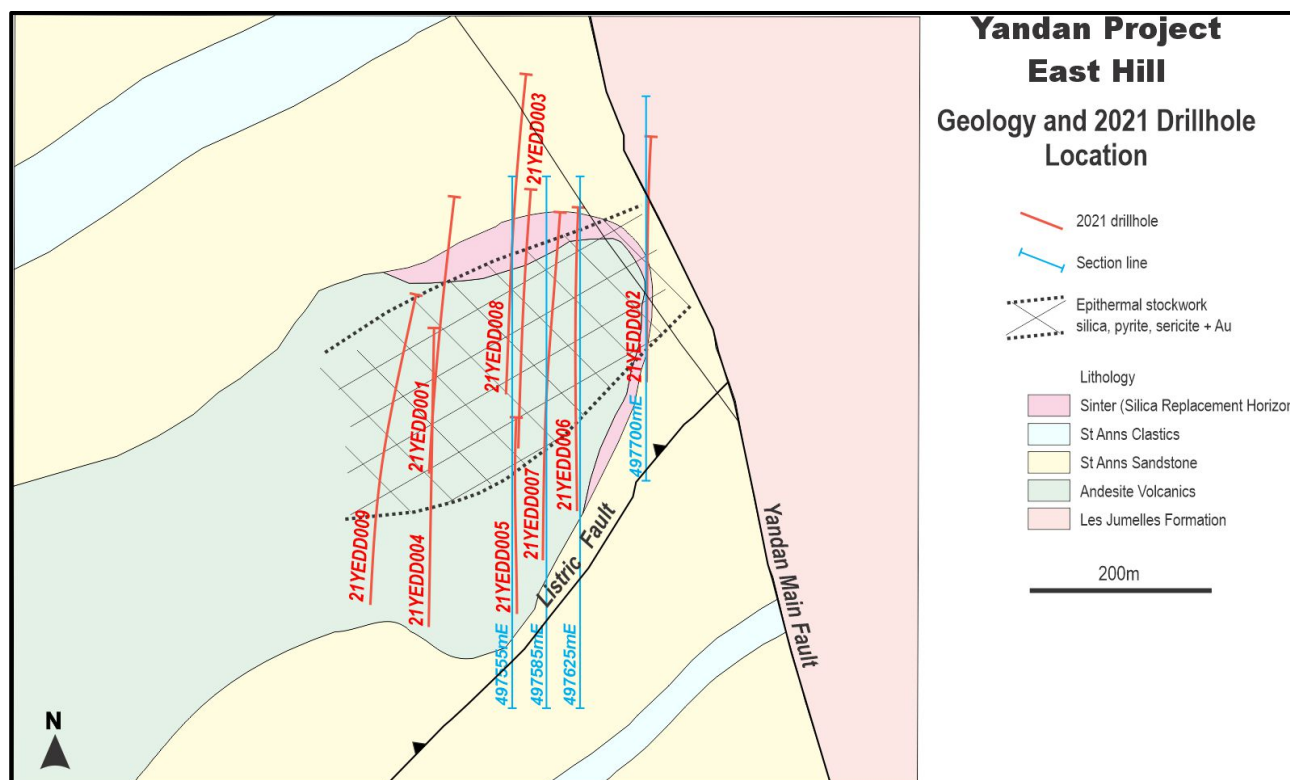 Yandan Project
East Hill
Geology and 2021 Drillhole
Location
2021 drillhole
Section line
Epithermal stockwork
silica, pyrite, sericite + Au
Lithology
Sinter (Silica Replacement Horizon
St Anns Clastics
St Anns Sandstone
Andesite Volcanics
Les Jumelles Formation
200m
21YEDD003
21YEDD002
21YEDD008
21YEDD001
21YEDD006
21YEDD007
21YEDD009
21YEDD004
21YEDD005
497700mE
497555mE
497585mE
497625mE
Listric Fault
Yandan Main Fault
N